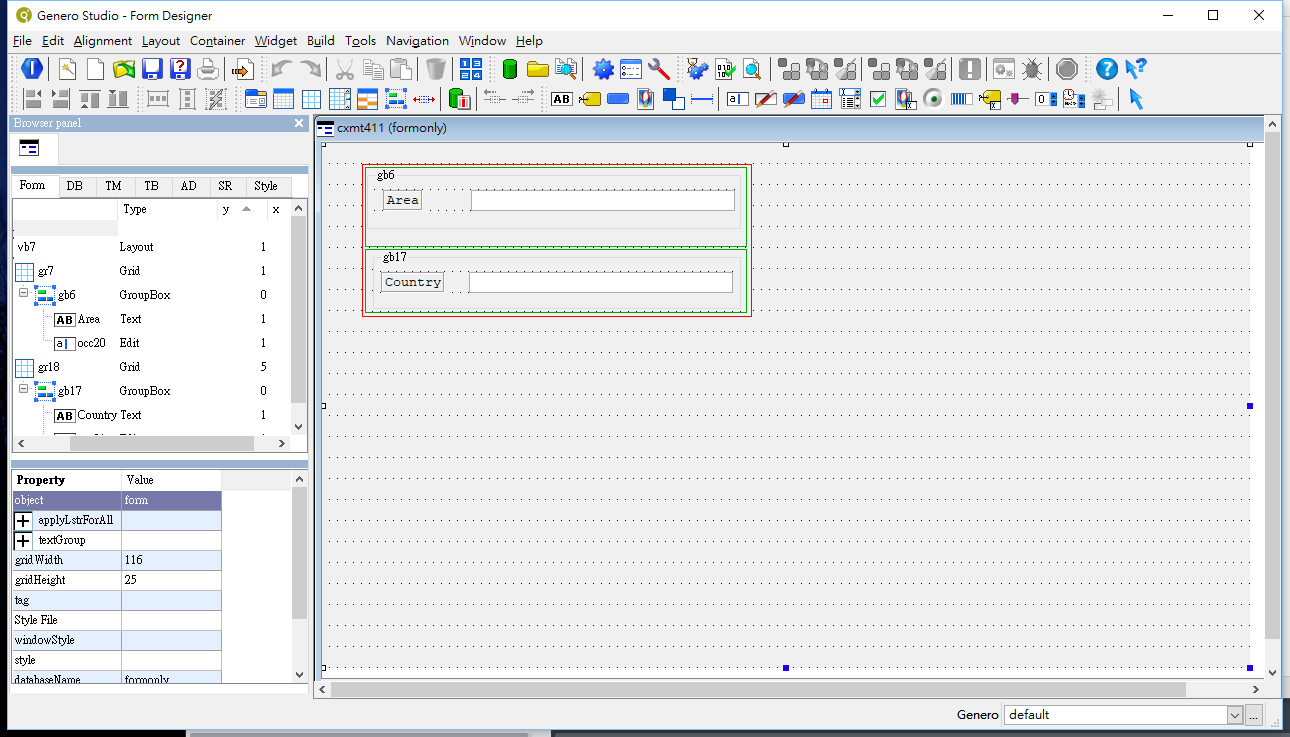 Genero Studio - Form Designer
File Edit Alignment Layout Container Widget Build Tools Navigation Window Help
Browser panel
cxmt411 (formonly)
Form DB TM TB AD SR Style
Type y x
vb7 Layout 1
gr7 Grid 1
gb6 GroupBox 0
AB Area Text 1
a| occ20 Edit 1
gr18 Grid 5
gb17 GroupBox 0
AB Country Text 1
gb6
Area
gb17
Country
Property Value
object form
applyLstrForAll
textGroup
gridWidth 116
gridHeight 25
tag
Style File
windowStyle
style
databaseName formonly
Genero default ...